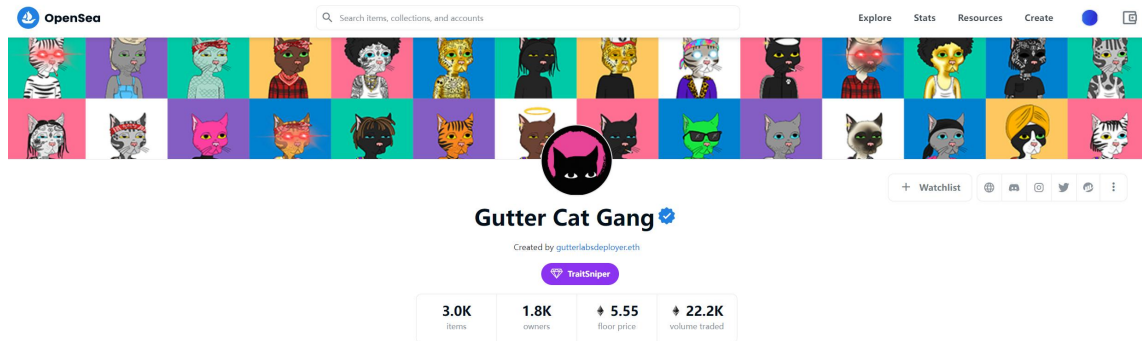 OpenSea
Search items, collections, and accounts
Explore Stats Resources Create
+ Watchlist
Gutter Cat Gang
Created by gutterlabsdeployer.eth
TraitSniper
3.0K 1.8K 5.55 22.2K
items owners floor price volume traded